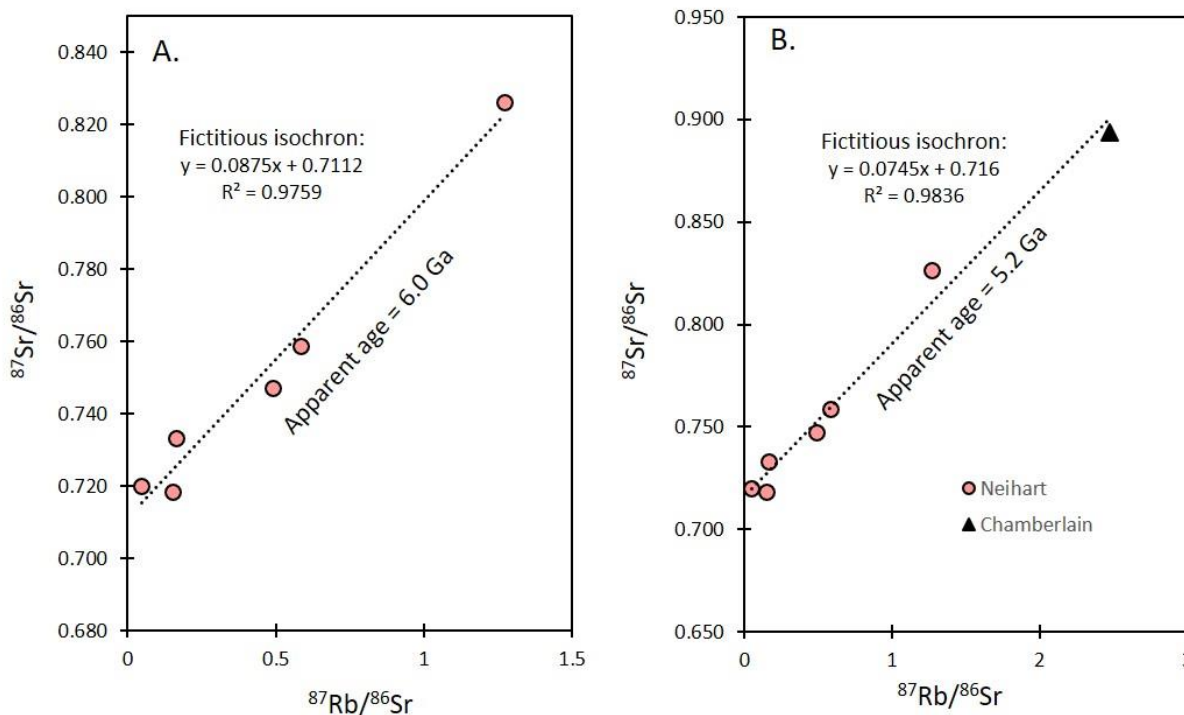 A.
Fictitious isochron:
y = 0.0875x + 0.7112
R² = 0.9759
Apparent age = 6.0 Ga
0.840
0.820
0.800
0.780
0.760
0.740
0.720
0.700
0.680
⁸⁷Sr/⁸⁶Sr
0
0.5
1
1.5
⁸⁷Rb/⁸⁶Sr
B.
Fictitious isochron:
y = 0.0745x + 0.716
R² = 0.9836
Apparent age = 5.2 Ga
Neihart
Chamberlain
0.950
0.900
0.850
0.800
0.750
0.700
0.650
⁸⁷Sr/⁸⁶Sr
0
1
2
3
⁸⁷Rb/⁸⁶Sr